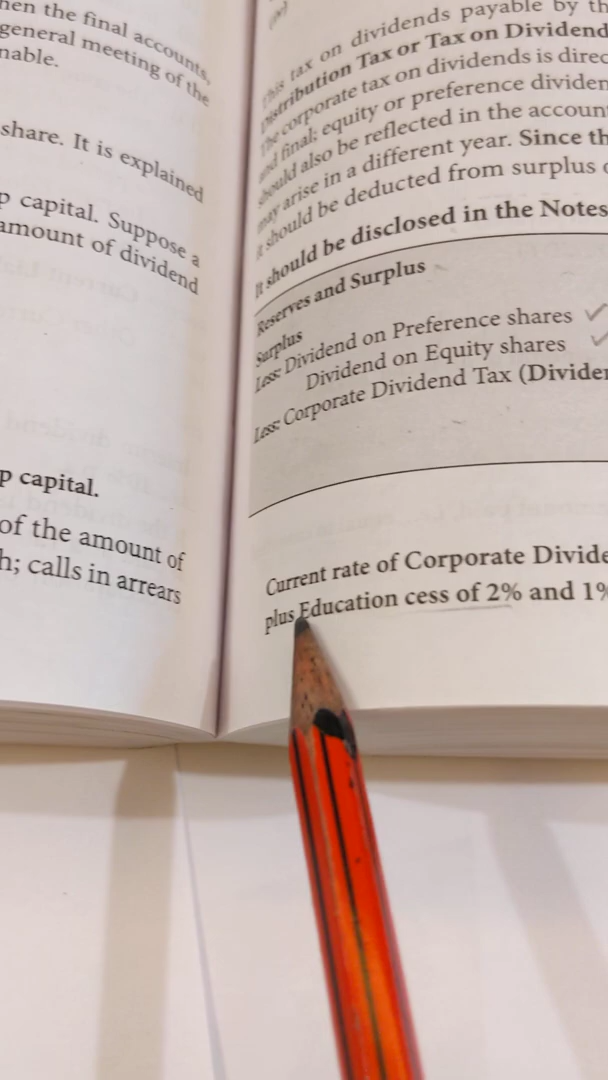 hen the final accounts,
general meeting of the
nable.
share. It is explained
p capital. Suppose a
amount of dividend
p capital.
of the amount of
h; calls in arrears
This tax on dividends payable by th
Distribution Tax or Tax on Dividend
The corporate tax on dividends is direc
and final; equity or preference dividen
should also be reflected in the accoun
may arise in a different year. Since th
it should be deducted from surplus
It should be disclosed in the Notes
Reserves and Surplus
Surplus
Less: Dividend on Preference shares ✓
Dividend on Equity shares ✓
Less: Corporate Dividend Tax (Divide
Current rate of Corporate Divide
plus Education cess of 2% and 1%